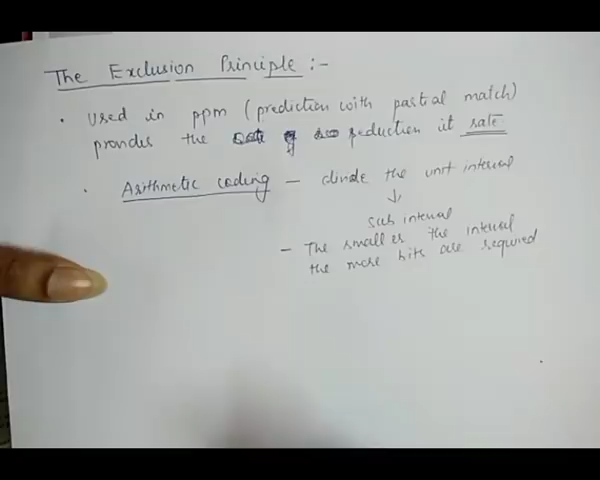 The Exclusion Principle :-
• Used in ppm (prediction with partial match)
provides the reduction it rate
• Arithmetic coding - divide the unit interval
↓
sub interval
- The smaller the interval
the more bits are required